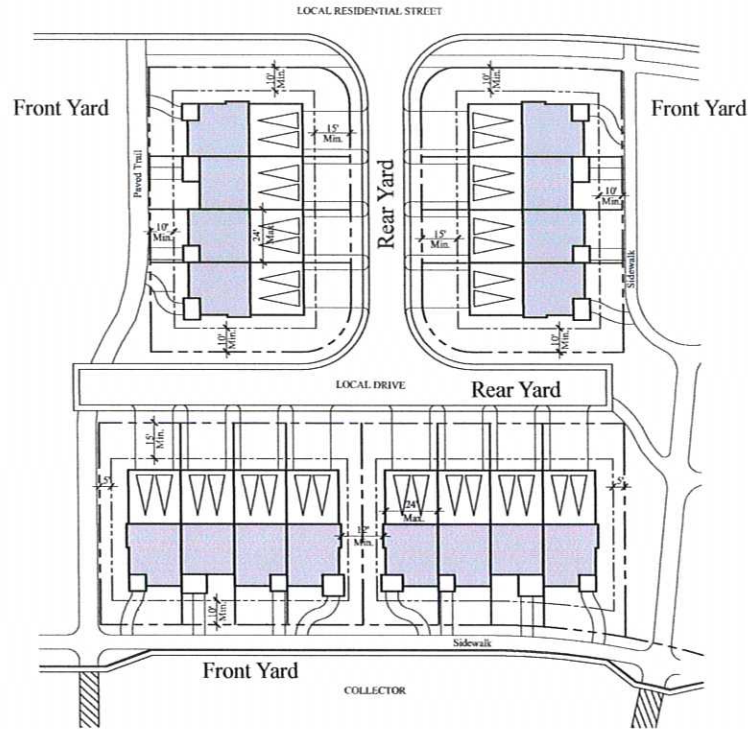 LOCAL RESIDENTIAL STREET
10'
Min.
10'
Min.
Front Yard
Front Yard
15'
Min.
Paved Trail
Rear Yard
10'
Min.
10'
Min.
24'
Max.
15'
Min.
Sidewalk
10'
Min.
10'
Min.
LOCAL DRIVE
Rear Yard
15'
Min.
5'
5'
24'
Max.
12'
Min.
10'
Min.
Sidewalk
Front Yard
COLLECTOR